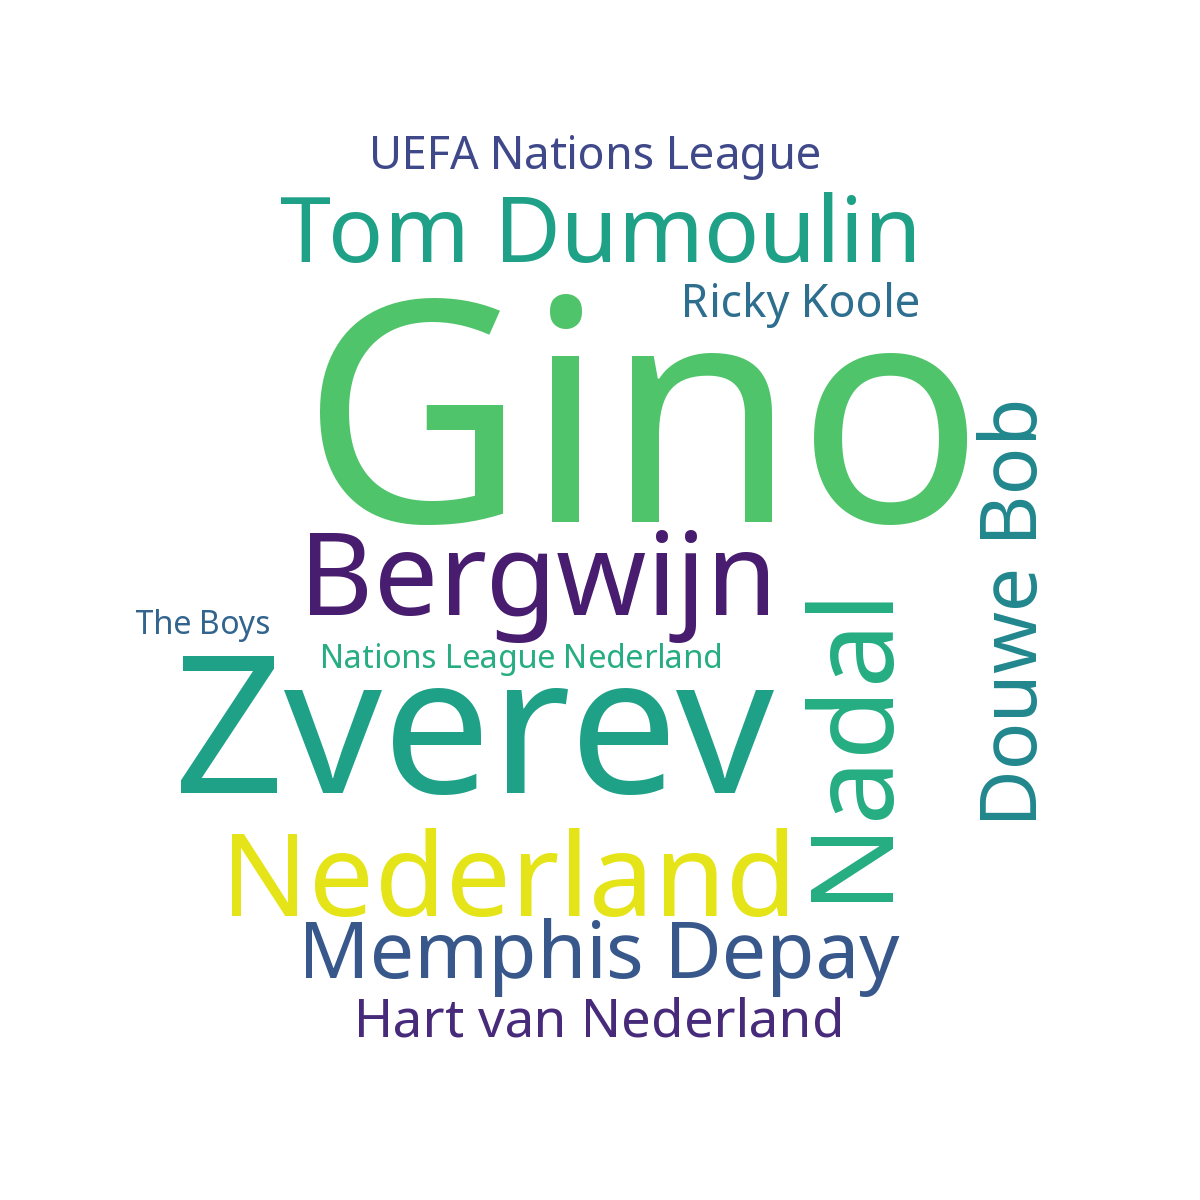 UEFA Nations League
Tom Dumoulin
Ricky Koole
Gino
Douwe Bob
Bergwijn
The Boys
Nations League Nederland
Nadal
Zverev
Nederland
Memphis Depay
Hart van Nederland